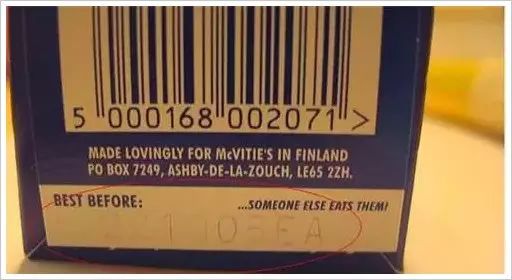 5 000168 002071 >
MADE LOVINGLY FOR McVITIE'S IN FINLAND
PO BOX 7249, ASHBY-DE-LA-ZOUCH, LE65 2ZH.
BEST BEFORE: ...SOMEONE ELSE EATS THEM!